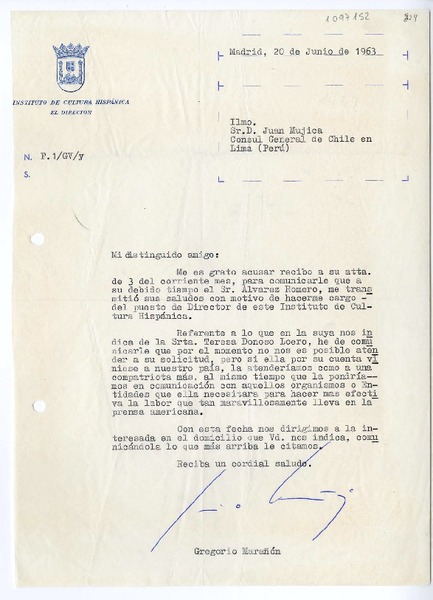 1097152
224
Madrid, 20 de Junio de 1963
INSTITUTO DE CULTURA HISPÁNICA
EL DIRECTOR
Ilmo.
Sr.D. Juan Mujica
Consul General de Chile en
Lima (Perú)
N. P.1/GV/y
S.
Mi distinguido amigo:
Me es grato acusar recibo a su atta.
de 3 del corriente mes, para comunicarle que a
su debido tiempo el Sr. Alvarez Romero, me trans
mitió sus saludos con motivo de hacerme cargo -
del puesto de Director de este Instituto de Cul
tura Hispánica.
Referente a lo que en la suya nos in
dica de la Srta. Teresa Donoso Loero, he de co
municarle que por el momento no nos es posible aten
der a su solicitud, pero si ella por su cuenta vi
niese a nuestro país, la atenderíamos como a una
compatriota más, al mismo tiempo que la pondría-
mos en comunicación con aquellos organismos o En-
tidades que ella necesitara para hacer mas efecti
va la labor que tan maravillosamente lleva en la
prensa americana.
Con esta fecha nos dirigimos a la in-
teresada en el domicilio que Vd. nos indica, comu
nicándola lo que más arriba le citamos.
Reciba un cordial saludo.
Gregorio Marañón